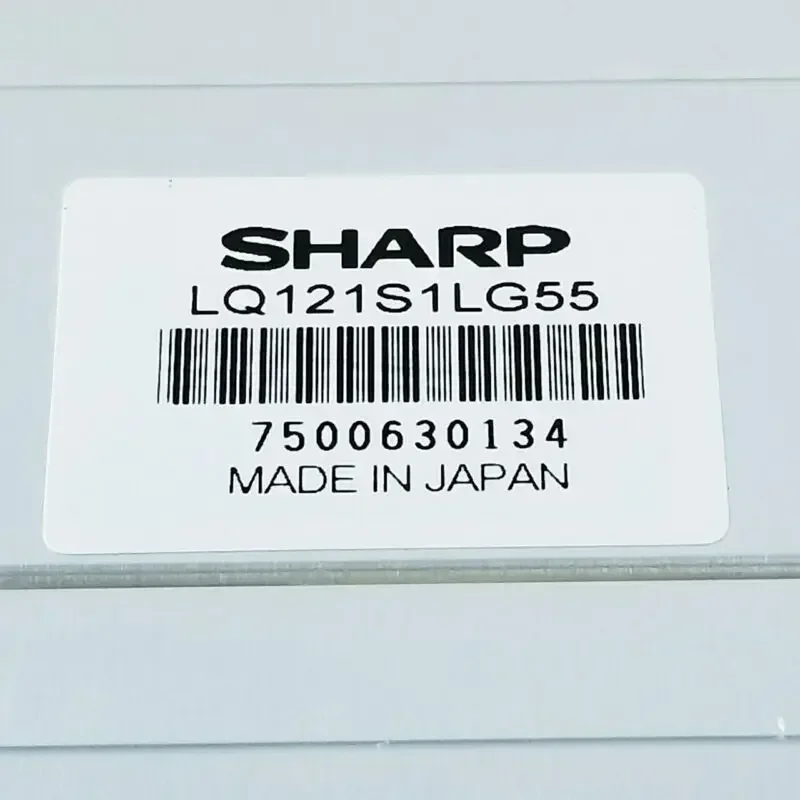 SHARP
LQ121S1LG55
7500630134
MADE IN JAPAN